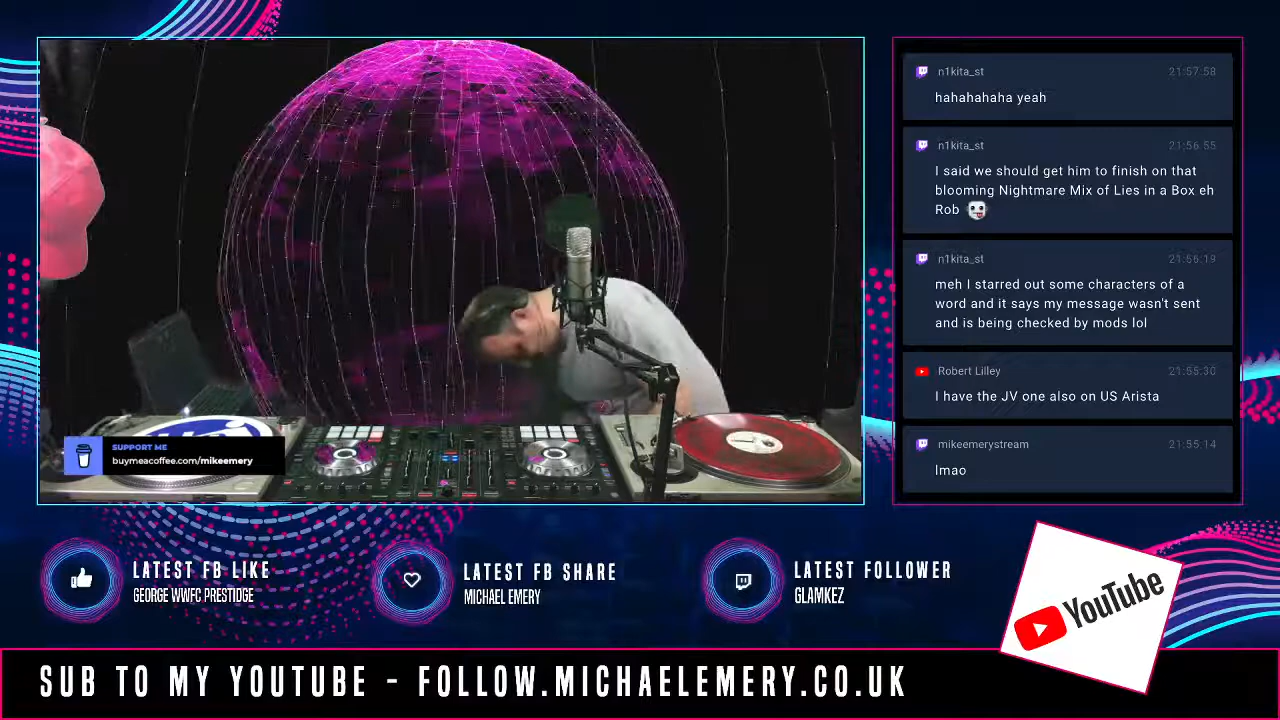 n1kita_st 21:57:58
hahahahaha yeah
n1kita_st 21:56:55
I said we should get him to finish on that
blooming Nightmare Mix of Lies in a Box eh
Rob
n1kita_st 21:56:19
meh I starred out some characters of a
word and it says my message wasn't sent
and is being checked by mods lol
Robert Lilley 21:55:30
I have the JV one also on US Arista
mikeemerystream 21:55:14
lmao
SUPPORT ME
buymeacoffee.com/mikeemery
LATEST FB LIKE
GEORGE WWFC PRESTIDGE
LATEST FB SHARE
MICHAEL EMERY
LATEST FOLLOWER
GLAMKEZ
YouTube
SUB TO MY YOUTUBE - FOLLOW.MICHAELEMERY.CO.UK